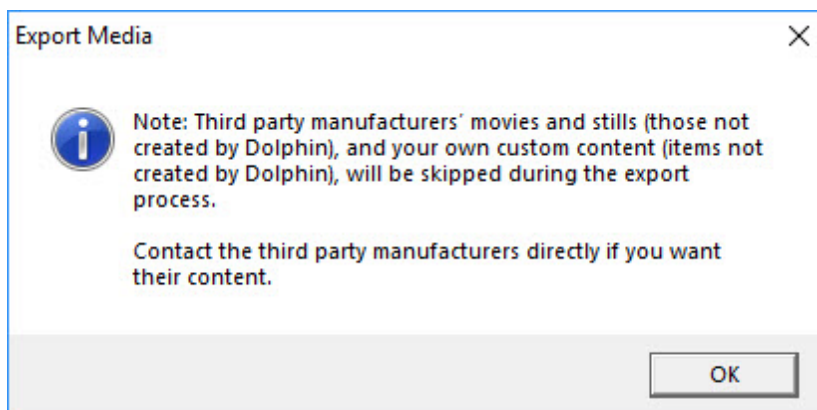 Export Media
Note: Third party manufacturers´ movies and stills (those not
created by Dolphin), and your own custom content (items not
created by Dolphin), will be skipped during the export
process.
Contact the third party manufacturers directly if you want
their content.
OK